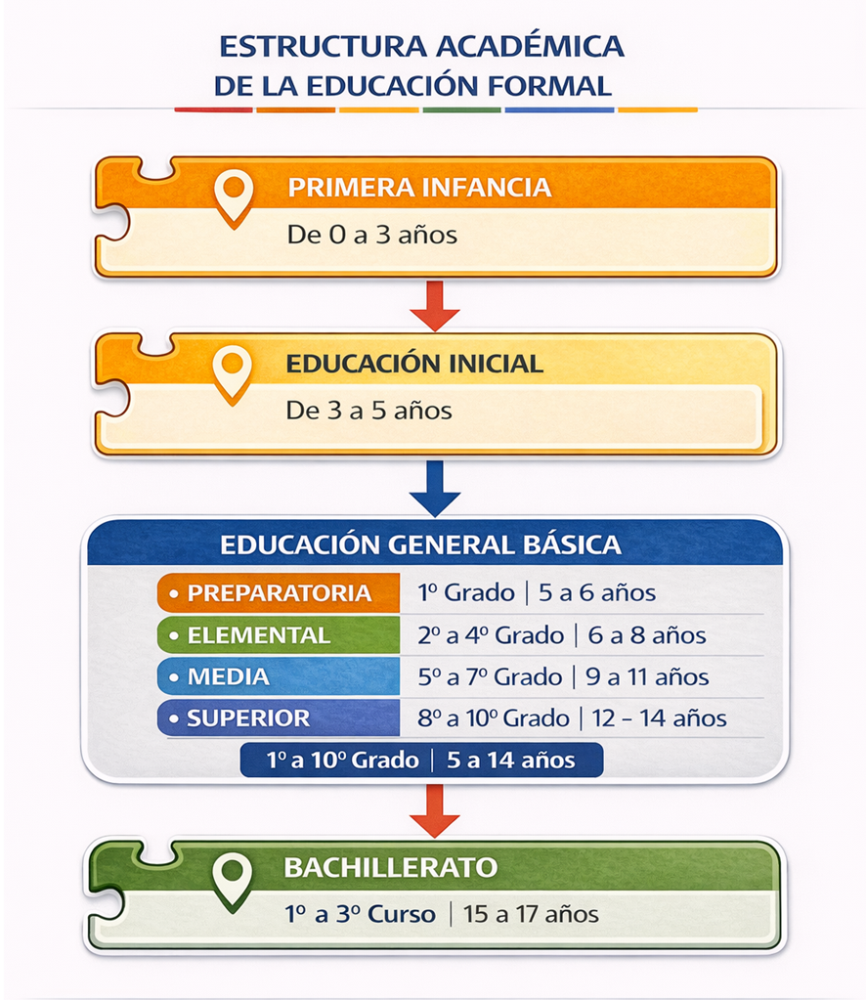 ESTRUCTURA ACADÉMICA
DE LA EDUCACIÓN FORMAL
PRIMERA INFANCIA
De 0 a 3 años
EDUCACIÓN INICIAL
De 3 a 5 años
EDUCACIÓN GENERAL BÁSICA
• PREPARATORIA 1º Grado | 5 a 6 años
• ELEMENTAL 2º a 4º Grado | 6 a 8 años
• MEDIA 5º a 7º Grado | 9 a 11 años
• SUPERIOR 8º a 10º Grado | 12 – 14 años
1º a 10º Grado | 5 a 14 años
BACHILLERATO
1º a 3º Curso | 15 a 17 años